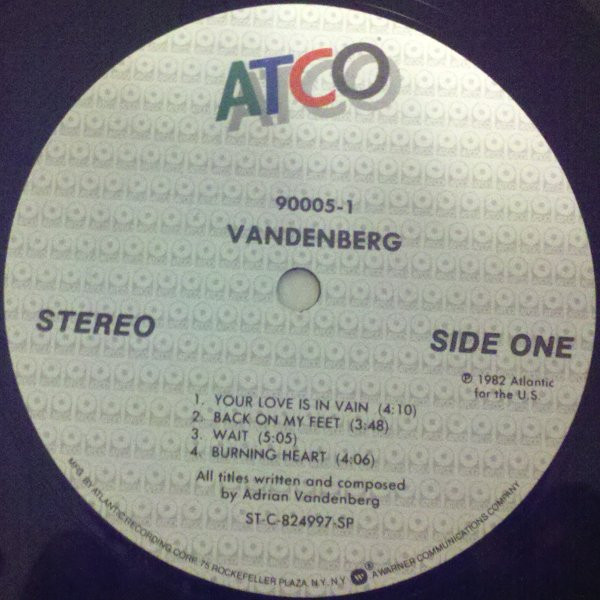 ATCO
90005-1
VANDENBERG
STEREO
SIDE ONE
℗ 1982 Atlantic
for the U.S
1. YOUR LOVE IS IN VAIN (4:10)
2. BACK ON MY FEET (3:48)
3. WAIT (5:05)
4. BURNING HEART (4:06)
All titles written and composed
by Adrian Vandenberg
ST-C-824997-SP
MFG. BY ATLANTIC RECORDING CORP. 75 ROCKEFELLER PLAZA, N.Y., N.Y. ® A WARNER COMMUNICATIONS COMPANY